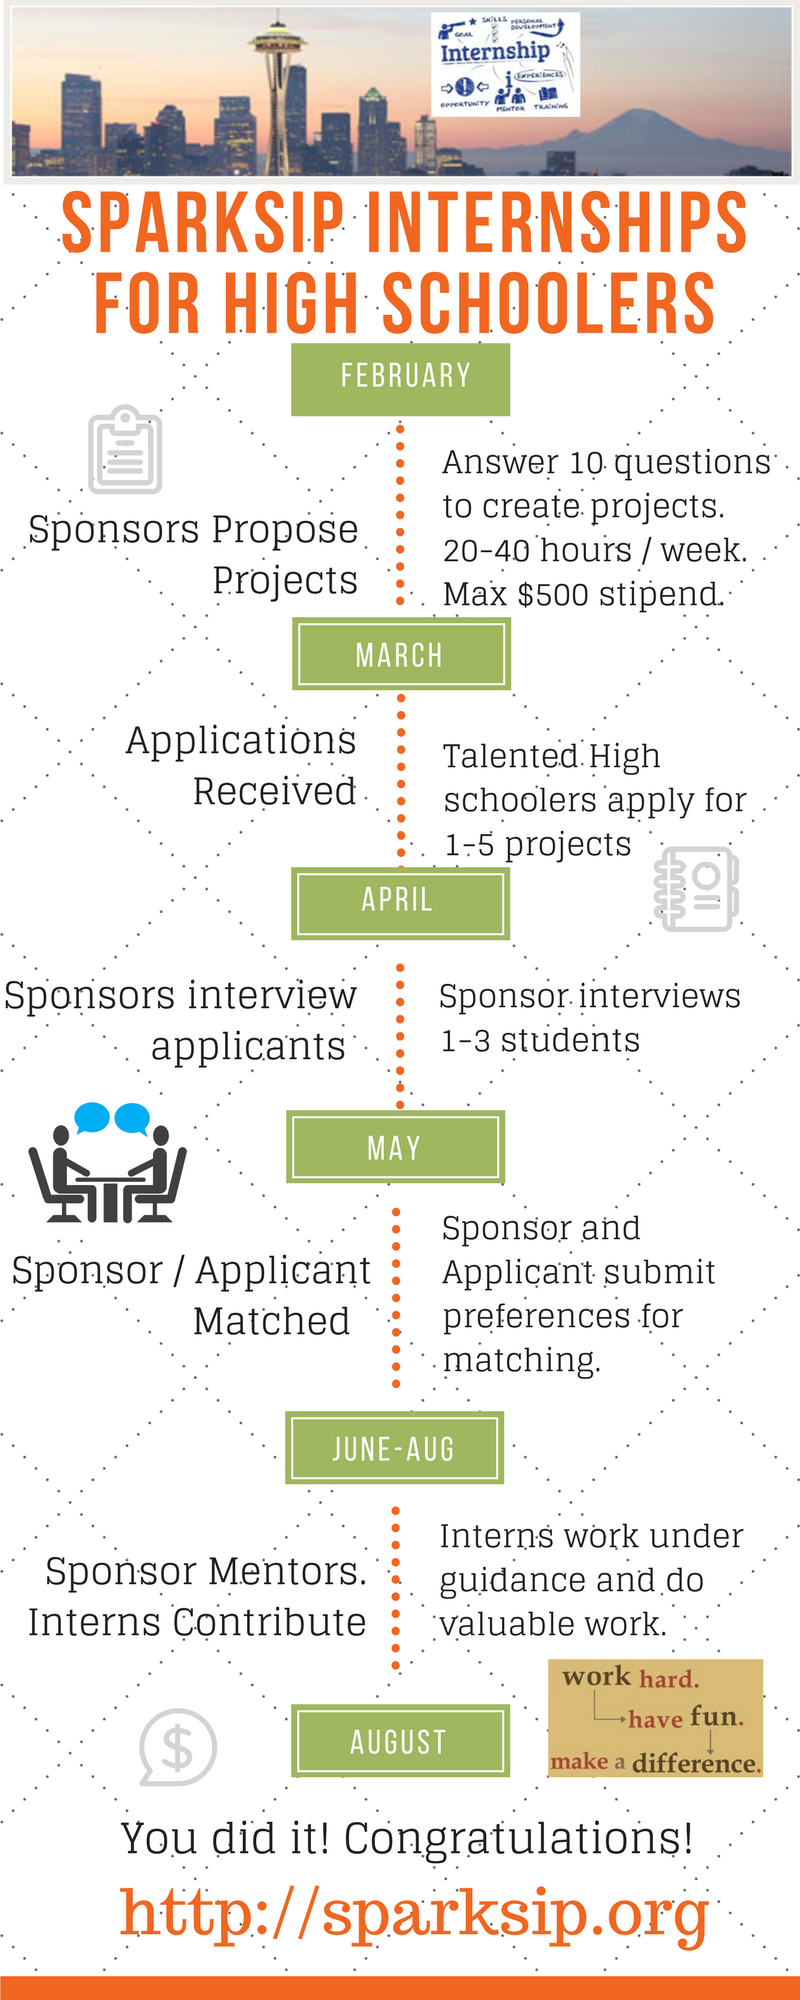 SKILLS
PERSONAL
DEVELOPMENT
GOAL
Internship
EXPERIENCES
OPPORTUNITY
MENTOR
TRAINING
SPARKSIP INTERNSHIPS
FOR HIGH SCHOOLERS
FEBRUARY
Sponsors Propose
Projects
Answer 10 questions
to create projects.
20-40 hours / week.
Max $500 stipend.
MARCH
Applications
Received
Talented High
schoolers apply for
1-5 projects
APRIL
Sponsors interview
applicants
Sponsor interviews
1-3 students
MAY
Sponsor / Applicant
Matched
Sponsor and
Applicant submit
preferences for
matching.
JUNE-AUG
Sponsor Mentors.
Interns Contribute
Interns work under
guidance and do
valuable work.
work hard.
have fun.
make a difference.
$
AUGUST
You did it! Congratulations!
http://sparksip.org